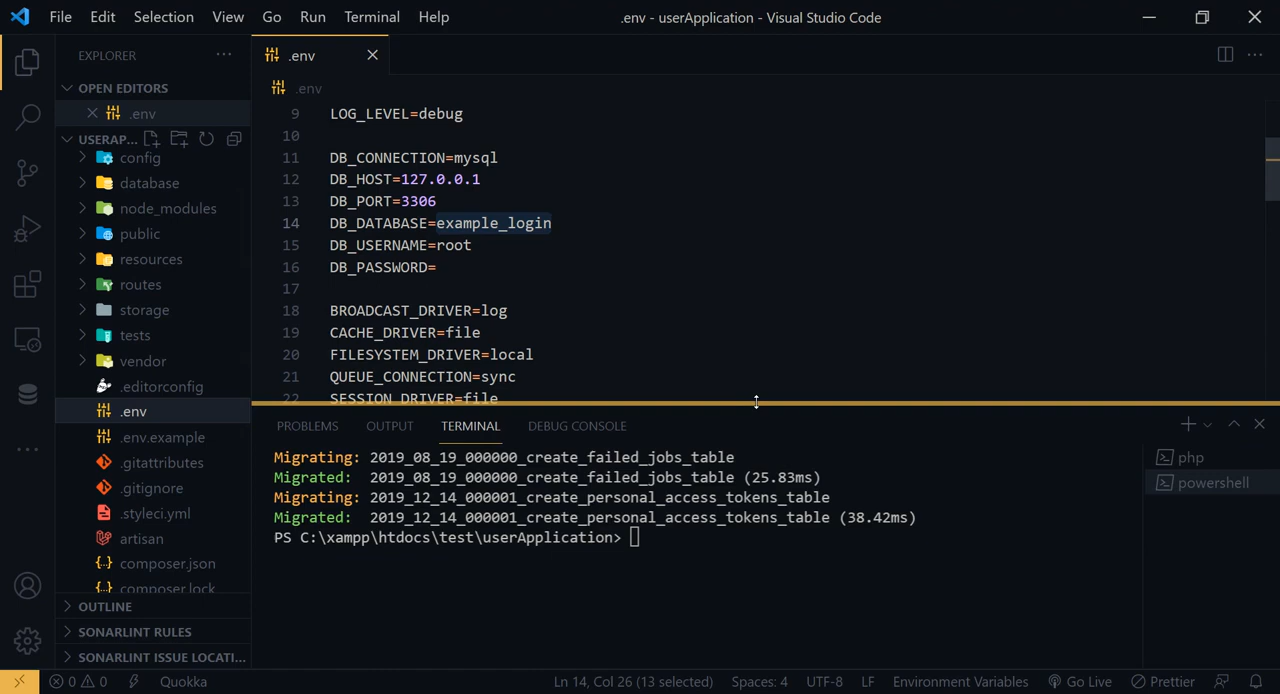 File Edit Selection View Go Run Terminal Help .env - userApplication - Visual Studio Code
EXPLORER
OPEN EDITORS
.env
USERAP...
config
database
node_modules
public
resources
routes
storage
tests
vendor
.editorconfig
.env
.env.example
.gitattributes
.gitignore
.styleci.yml
artisan
composer.json
composer.lock
OUTLINE
SONARLINT RULES
SONARLINT ISSUE LOCATI...
.env
.env
9 LOG_LEVEL=debug
10
11 DB_CONNECTION=mysql
12 DB_HOST=127.0.0.1
13 DB_PORT=3306
14 DB_DATABASE=example_login
15 DB_USERNAME=root
16 DB_PASSWORD=
17
18 BROADCAST_DRIVER=log
19 CACHE_DRIVER=file
20 FILESYSTEM_DRIVER=local
21 QUEUE_CONNECTION=sync
22 SESSION_DRIVER=file
PROBLEMS OUTPUT TERMINAL DEBUG CONSOLE
Migrating: 2019_08_19_000000_create_failed_jobs_table
Migrated: 2019_08_19_000000_create_failed_jobs_table (25.83ms)
Migrating: 2019_12_14_000001_create_personal_access_tokens_table
Migrated: 2019_12_14_000001_create_personal_access_tokens_table (38.42ms)
PS C:\xampp\htdocs\test\userApplication>
php
powershell
0 0 Quokka Ln 14, Col 26 (13 selected) Spaces: 4 UTF-8 LF Environment Variables Go Live Prettier